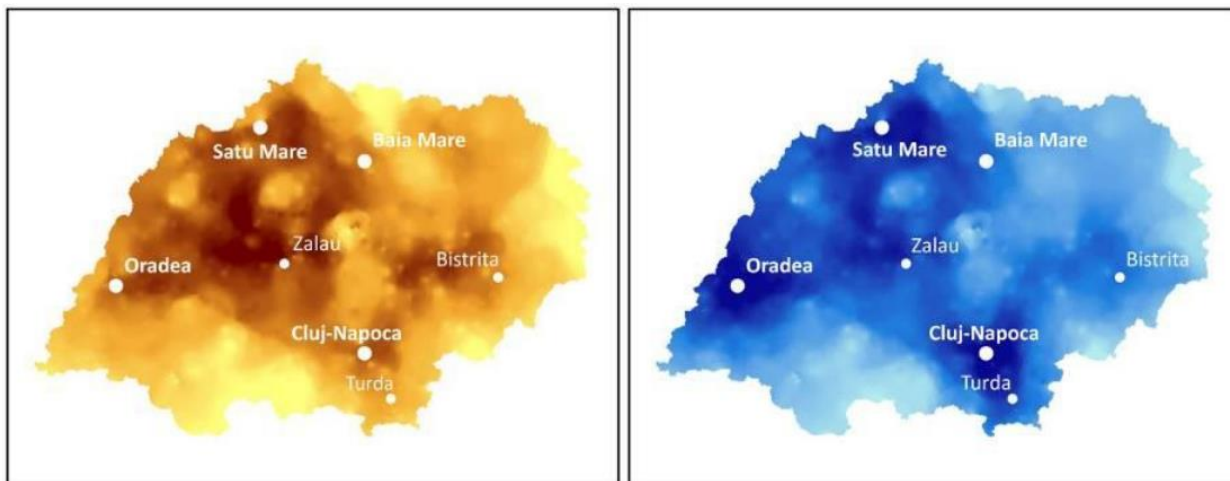 Satu Mare
Baia Mare
Zalau
Oradea
Bistrita
Cluj-Napoca
Turda
Satu Mare
Baia Mare
Zalau
Oradea
Bistrita
Cluj-Napoca
Turda